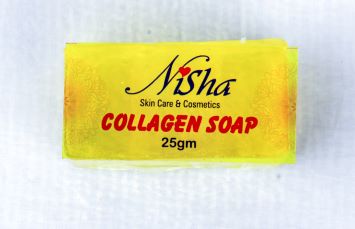 Nisha
Skin Care & Cosmetics
COLLAGEN SOAP
25gm